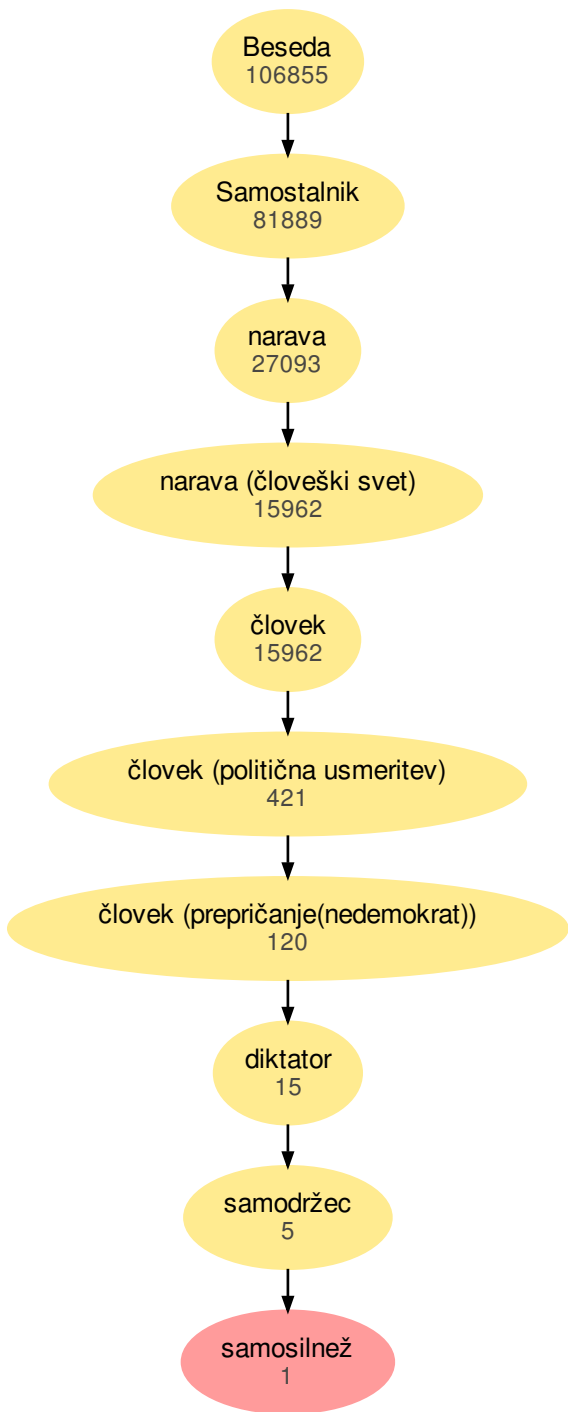 Beseda
106855
Samostalnik
81889
narava
27093
narava (človeški svet)
15962
človek
15962
človek (politična usmeritev)
421
človek (prepričanje(nedemokrat))
120
diktator
15
samodržec
5
samosilnež
1